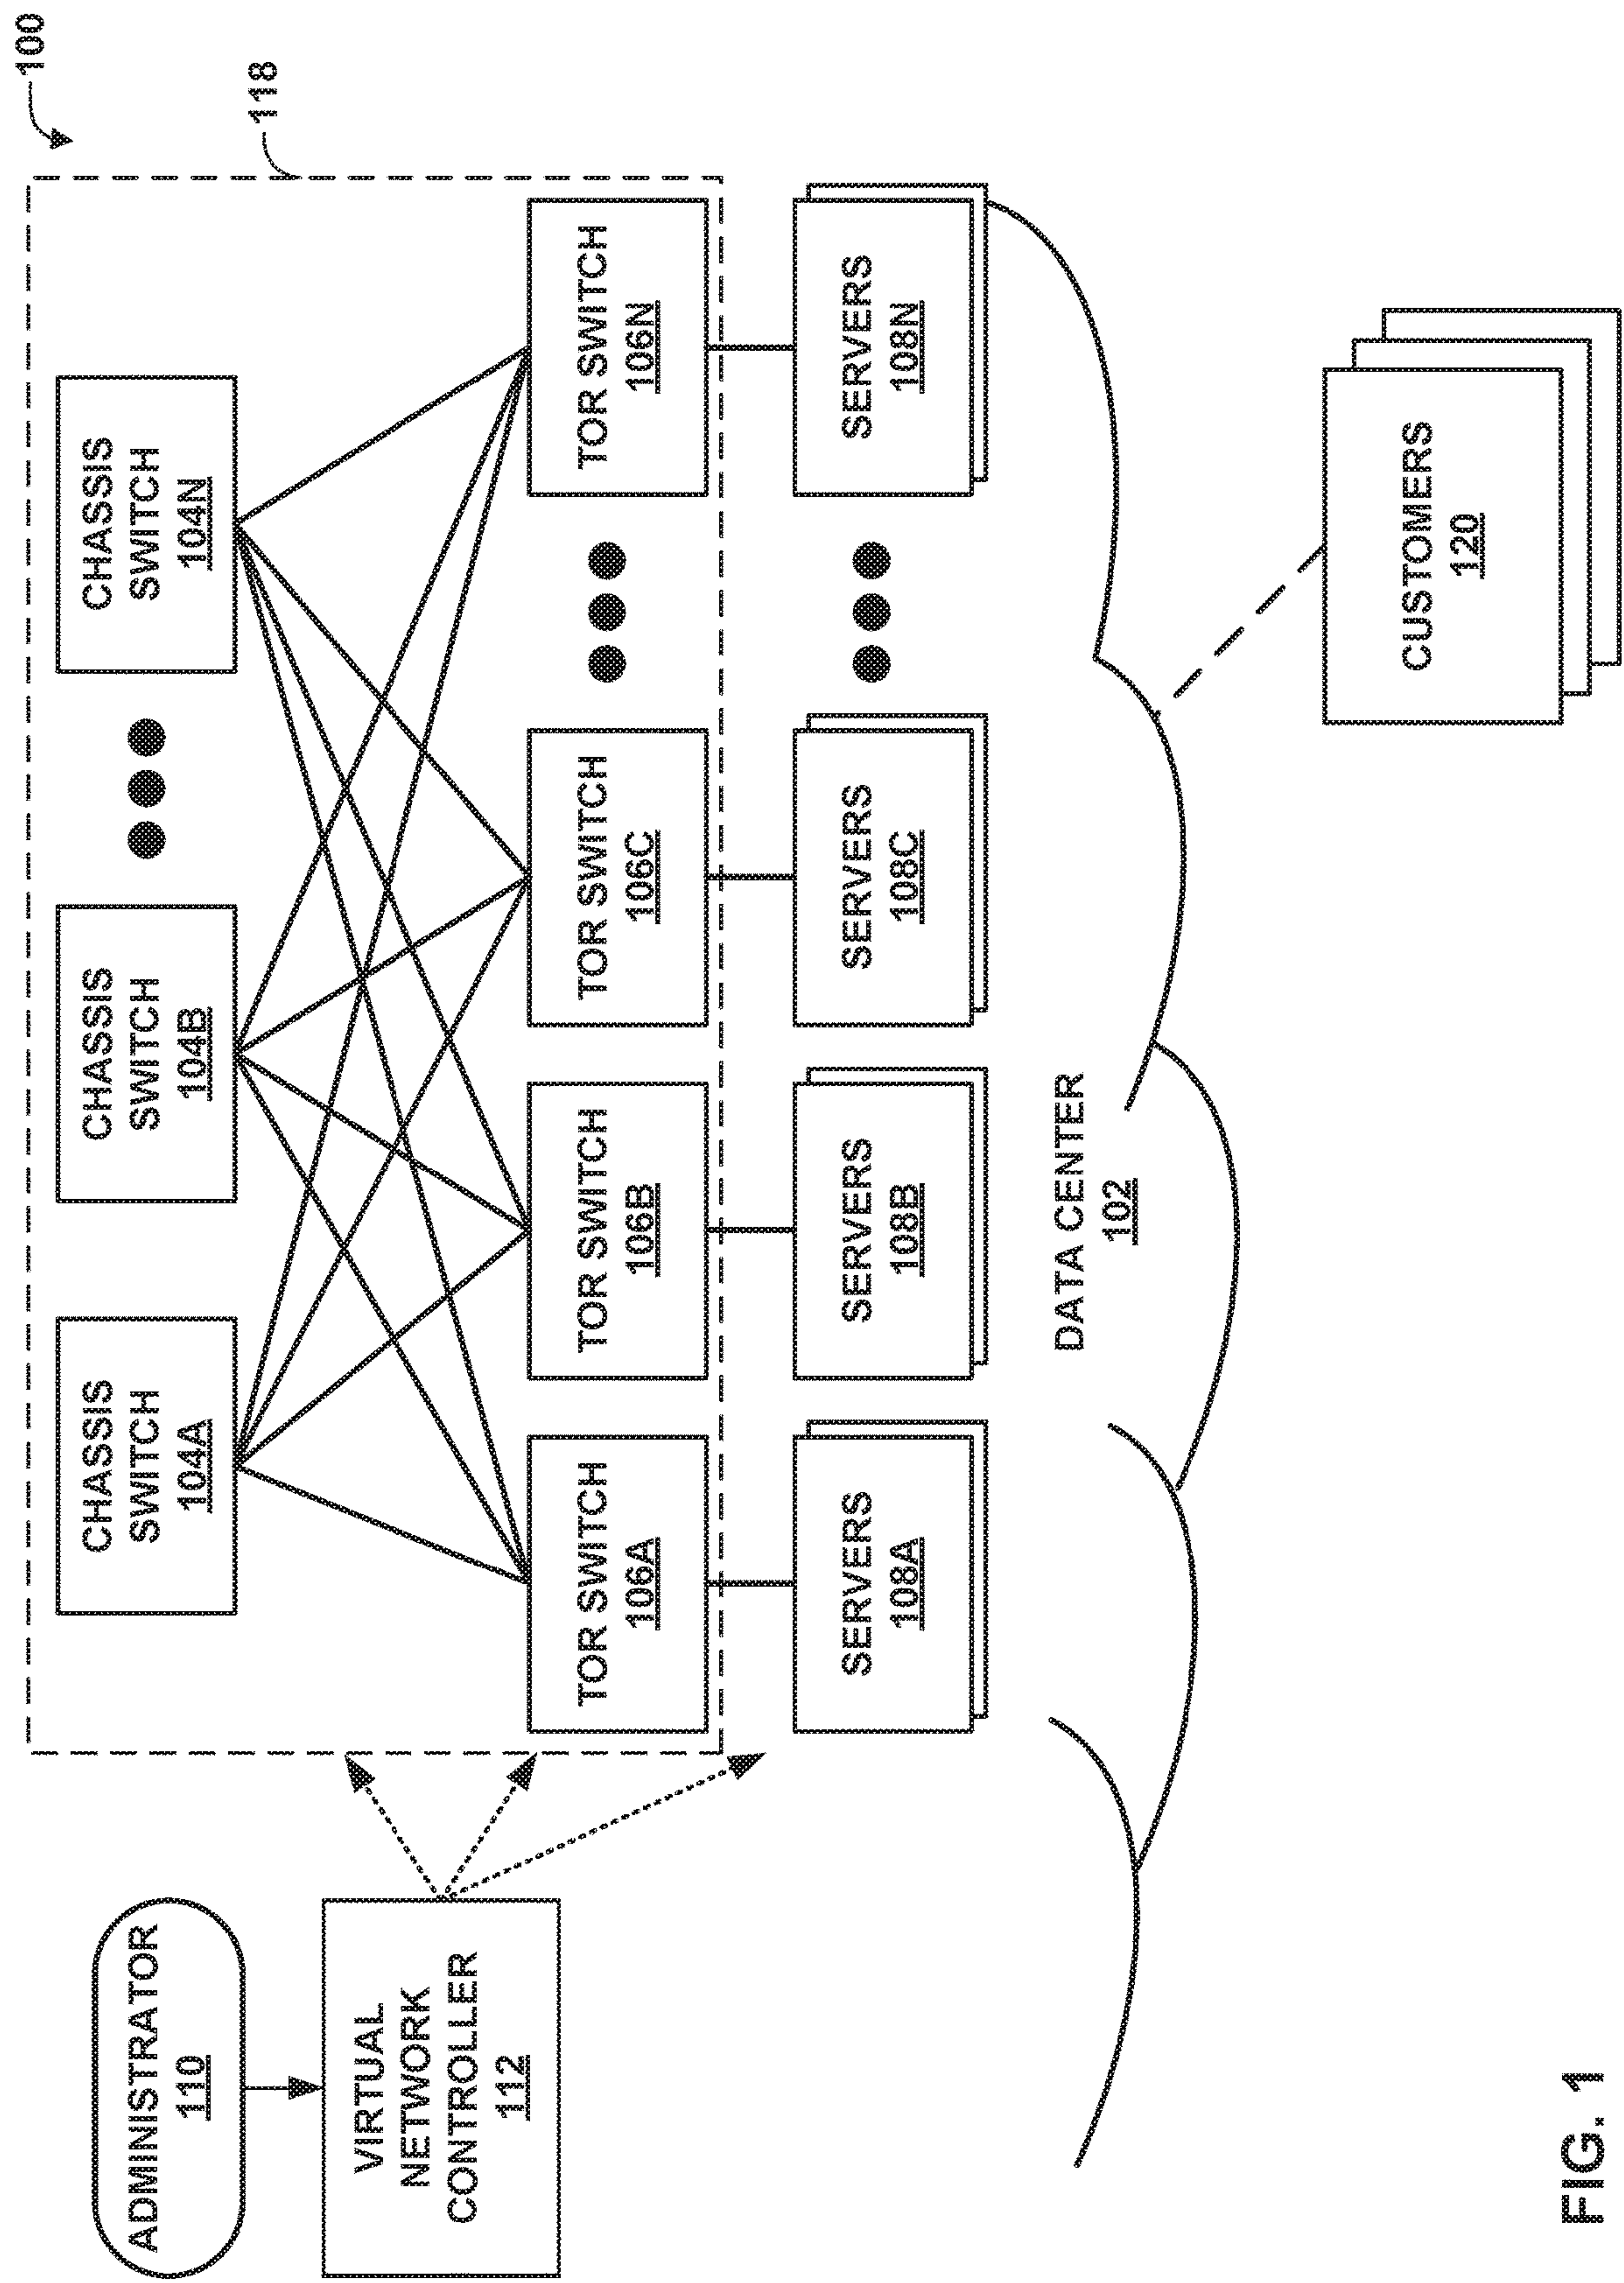 100
118
ADMINISTRATOR
110
VIRTUAL
NETWORK
CONTROLLER
112
CHASSIS
SWITCH
104A
CHASSIS
SWITCH
104B
CHASSIS
SWITCH
104N
TOR SWITCH
106A
TOR SWITCH
106B
TOR SWITCH
106C
TOR SWITCH
106N
SERVERS
108A
SERVERS
108B
SERVERS
108C
SERVERS
108N
DATA CENTER
102
CUSTOMERS
120
FIG. 1